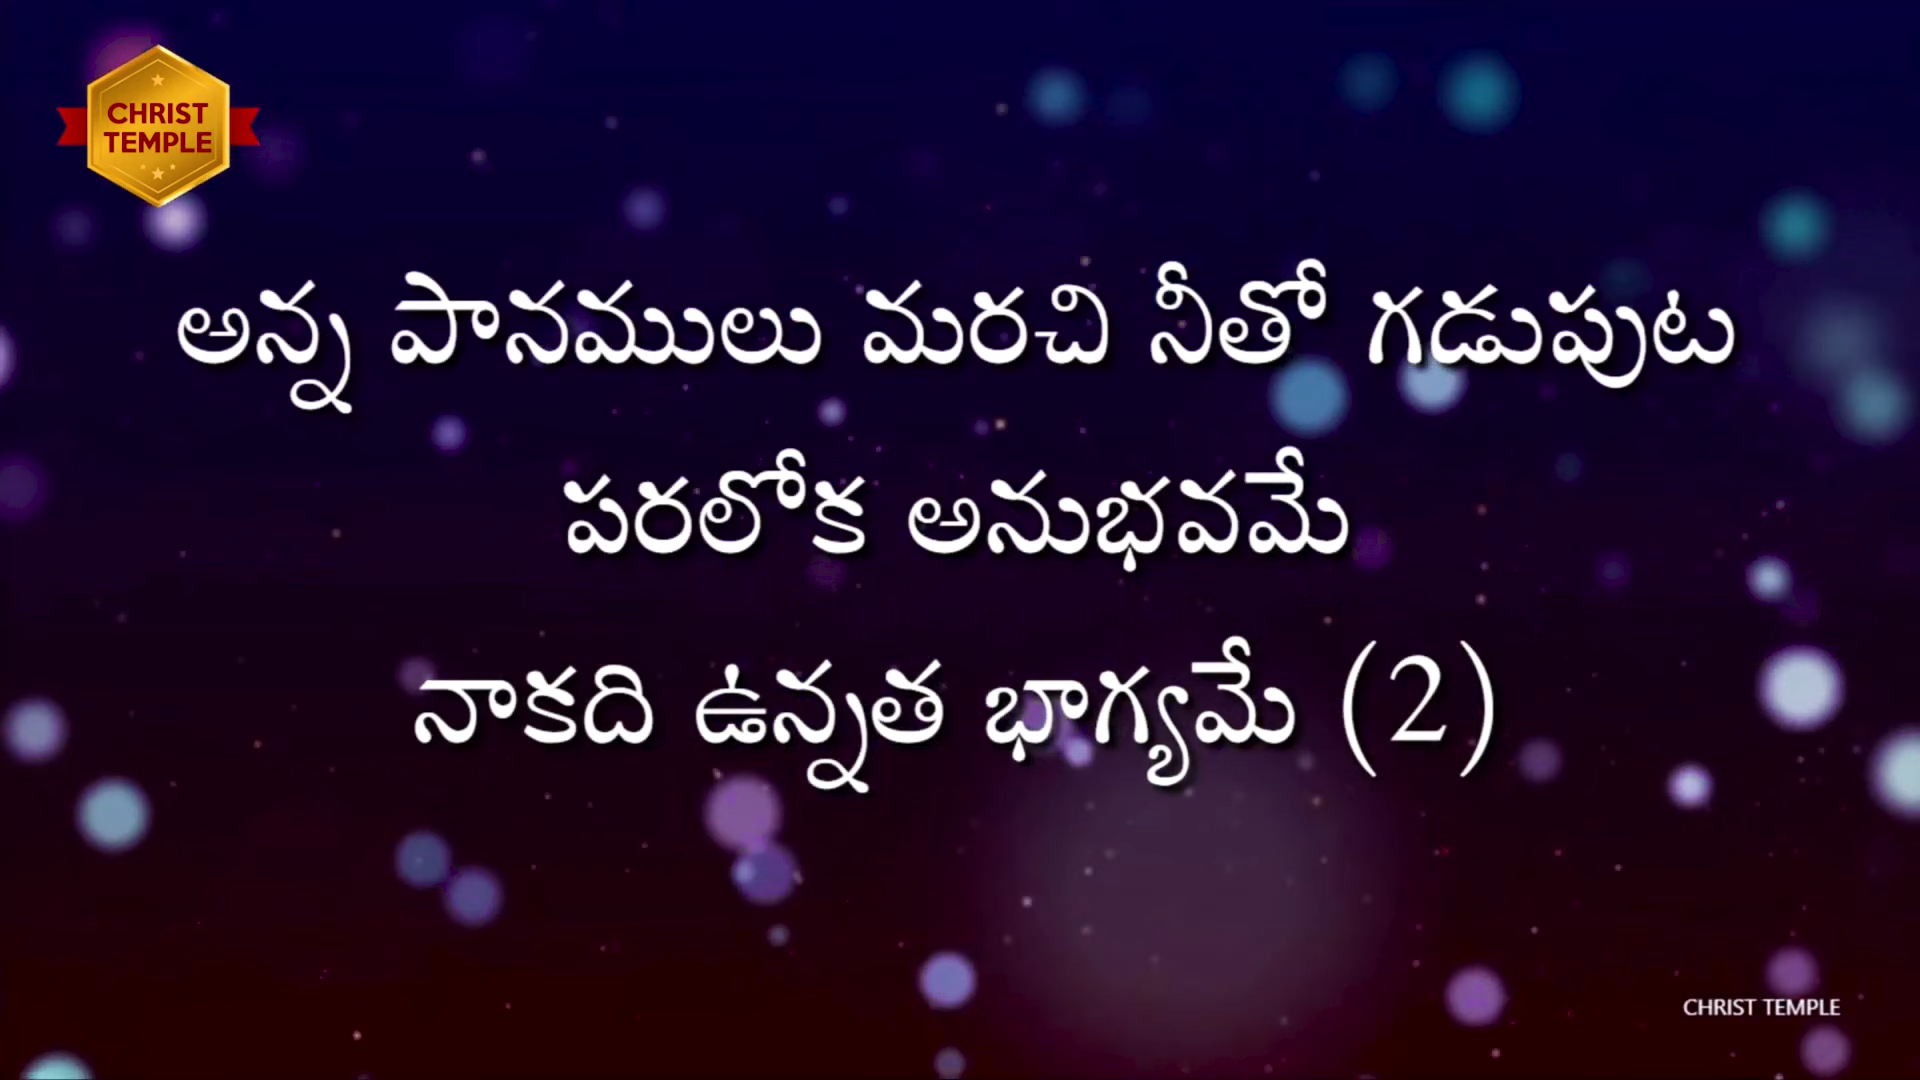 CHRIST
TEMPLE
అన్న పానములు మరచి నీతో గడుపుట
పరలోక అనుభవమే
నాకది ఉన్నత భాగ్యమే (2)
CHRIST TEMPLE